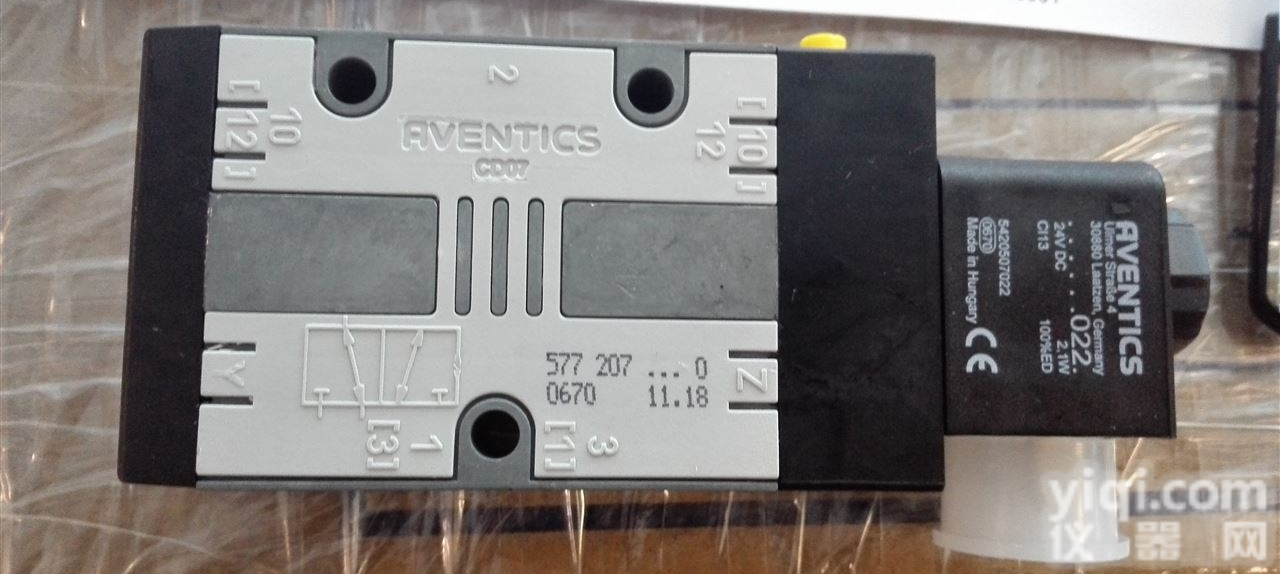 2
[12]
10
AVENTICS
CD07
12
[10]
577 207 ... 0
0670 11.18
Y
Z
[3]
1
[1]
3
AVENTICS
Ulmer Straße 4
30880 Laatzen, Germany
.......022.
24V DC 2.1W
CI13 100%ED
5420507022
0670
Made in Hungary CE
yiqi.com
仪器网